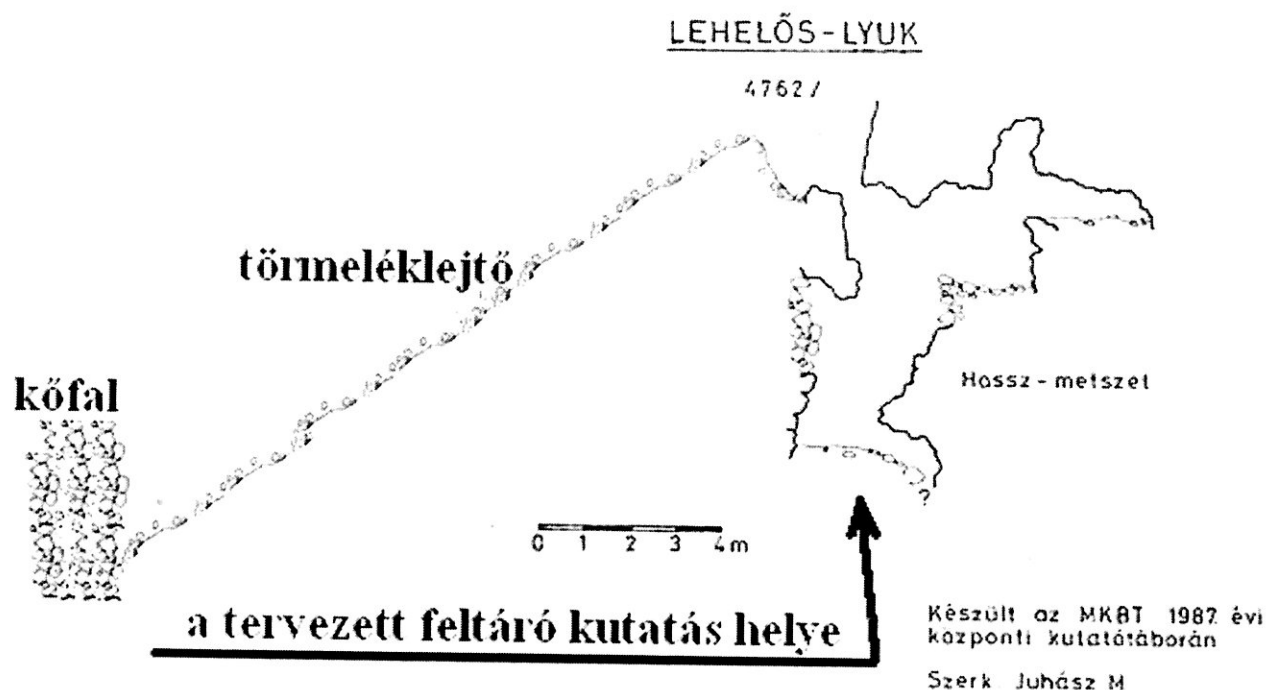 LEHELŐS-LYUK
4762/
törmeléklejtő
kőfal
Hossz-metszet
?
0 1 2 3 4m
a tervezett feltáró kutatás helye
Készült az MKBT 1987. évi
központi kutatótáborán
Szerk. Juhász M